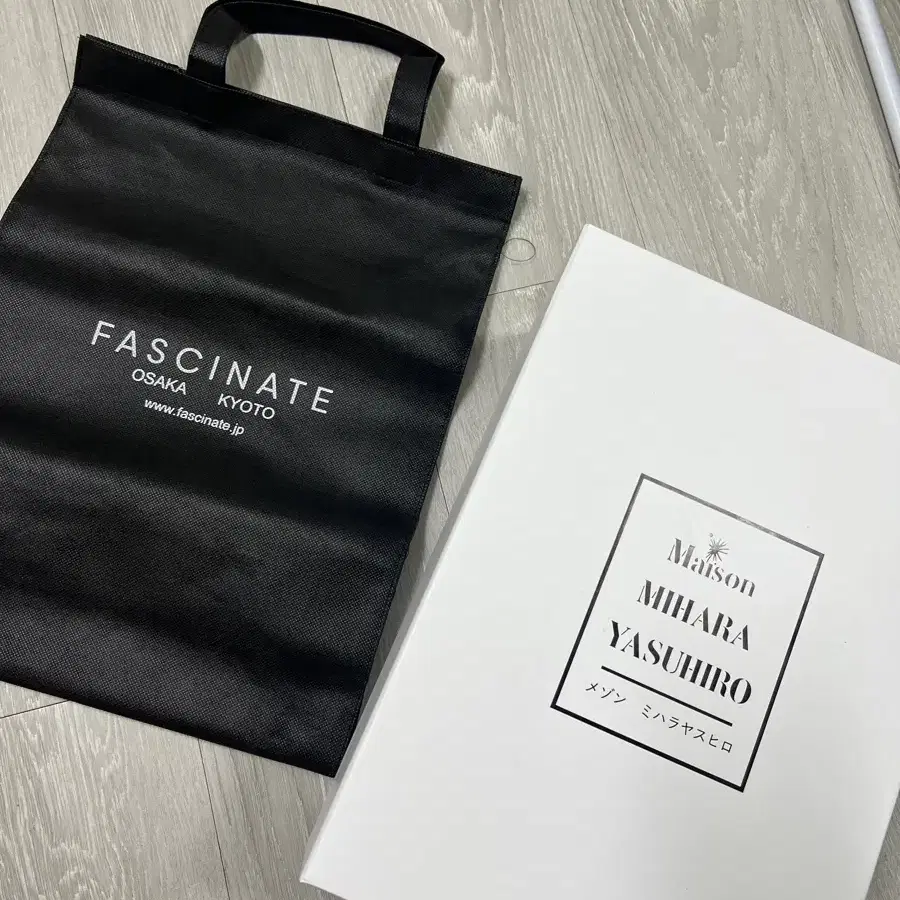 FASCINATE
OSAKA KYOTO
www.fascinate.jp
Maison
MIHARA
YASUHIRO
メゾン ミハラヤスヒロ